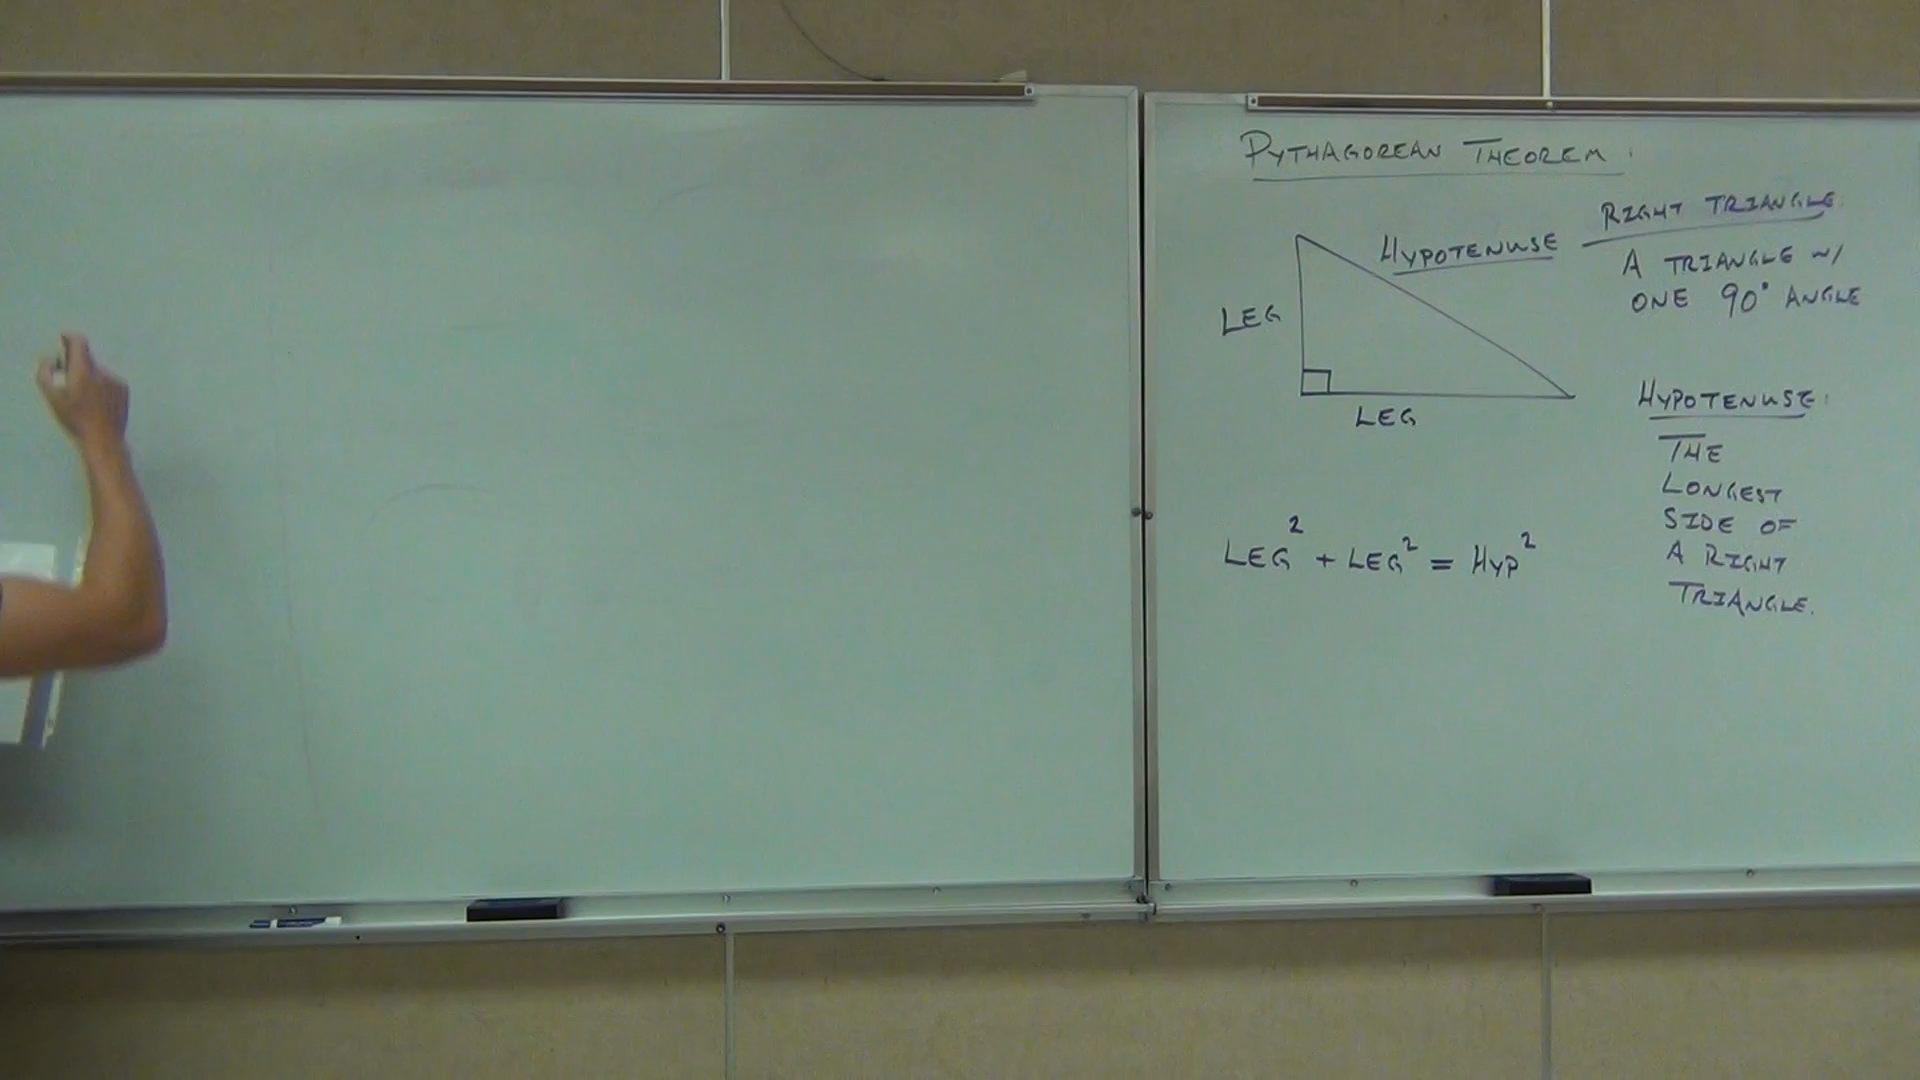 PYTHAGOREAN THEOREM:
RIGHT TRIANGLE:
A TRIANGLE W/
ONE 90° ANGLE
HYPOTENUSE
LEG
LEG
HYPOTENUSE:
THE
LONGEST
SIDE OF
A RIGHT
TRIANGLE.
LEG² + LEG² = HYP²